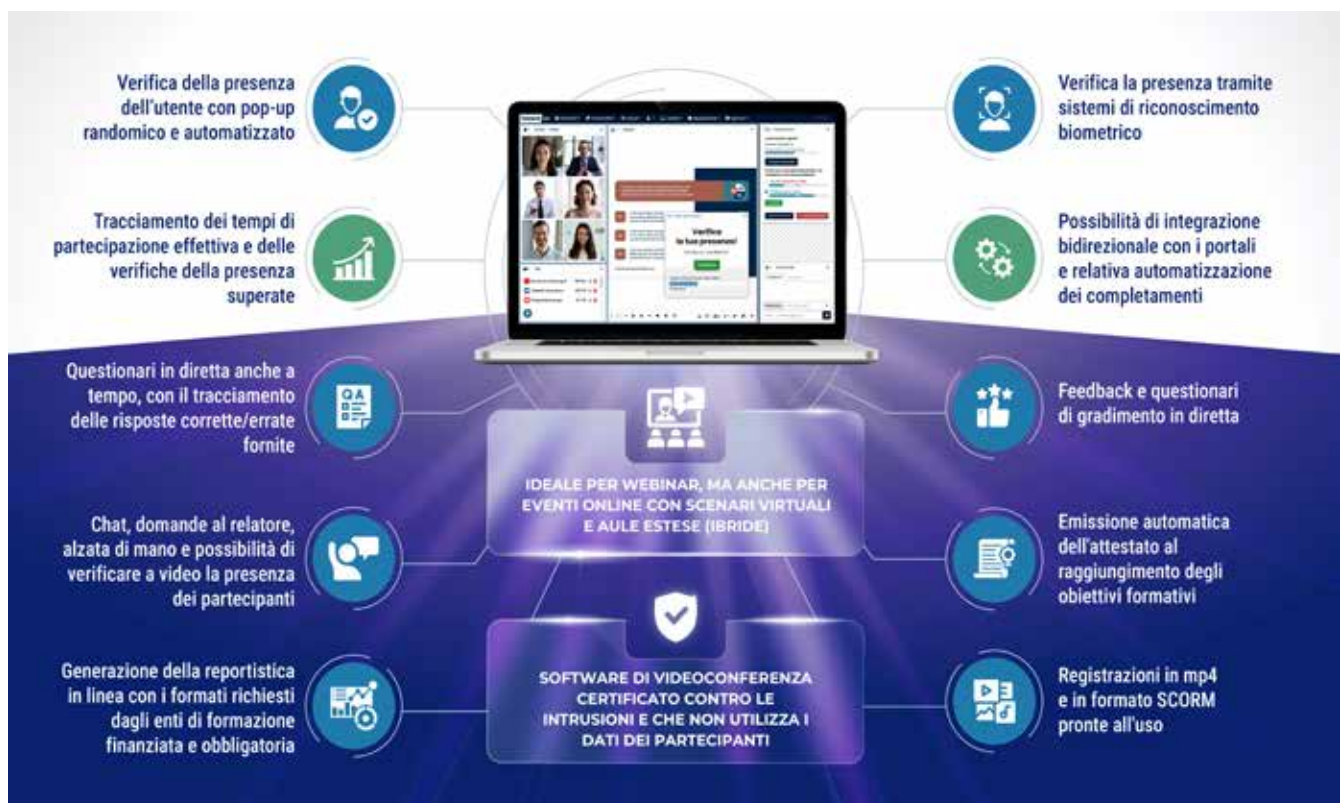 Verifica della presenza
dell'utente con pop-up
randomico e automatizzato
Tracciamento dei tempi di
partecipazione effettiva e delle
verifiche della presenza
superate
Questionari in diretta anche a
tempo, con il tracciamento
delle risposte corrette/errate
fornite
Chat, domande al relatore,
alzata di mano e possibilità di
verificare a video la presenza
dei partecipanti
Generazione della reportistica
in linea con i formati richiesti
dagli enti di formazione
finanziata e obbligatoria
Verifica
la tua presenza!
QA
IDEALE PER WEBINAR, MA ANCHE PER
EVENTI ONLINE CON SCENARI VIRTUALI
E AULE ESTESE (IBRIDE)
SOFTWARE DI VIDEOCONFERENZA
CERTIFICATO CONTRO LE
INTRUSIONI E CHE NON UTILIZZA I
DATI DEI PARTECIPANTI
Verifica la presenza tramite
sistemi di riconoscimento
biometrico
Possibilità di integrazione
bidirezionale con i portali
e relativa automatizzazione
dei completamenti
Feedback e questionari
di gradimento in diretta
Emissione automatica
dell'attestato al
raggiungimento degli
obiettivi formativi
Registrazioni in mp4
e in formato SCORM
pronte all'uso